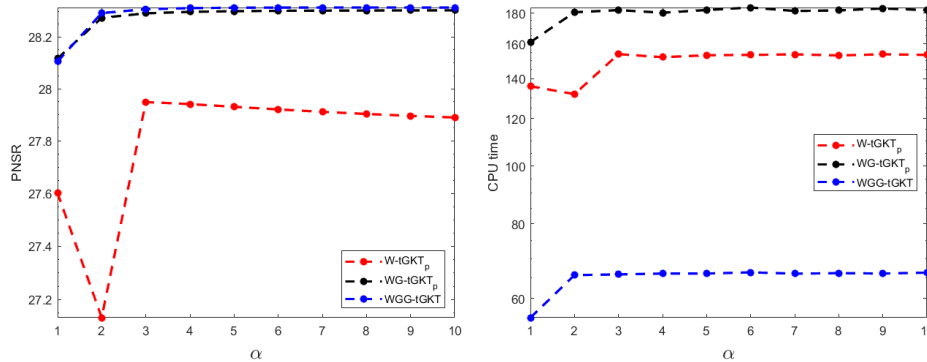 28.2
28
27.8
27.6
27.4
27.2
PNSR
1 2 3 4 5 6 7 8 9 10
α
W-tGKTp
WG-tGKTp
WGG-tGKT
180
160
140
120
100
80
60
CPU time
1 2 3 4 5 6 7 8 9 10
α
W-tGKTp
WG-tGKTp
WGG-tGKT